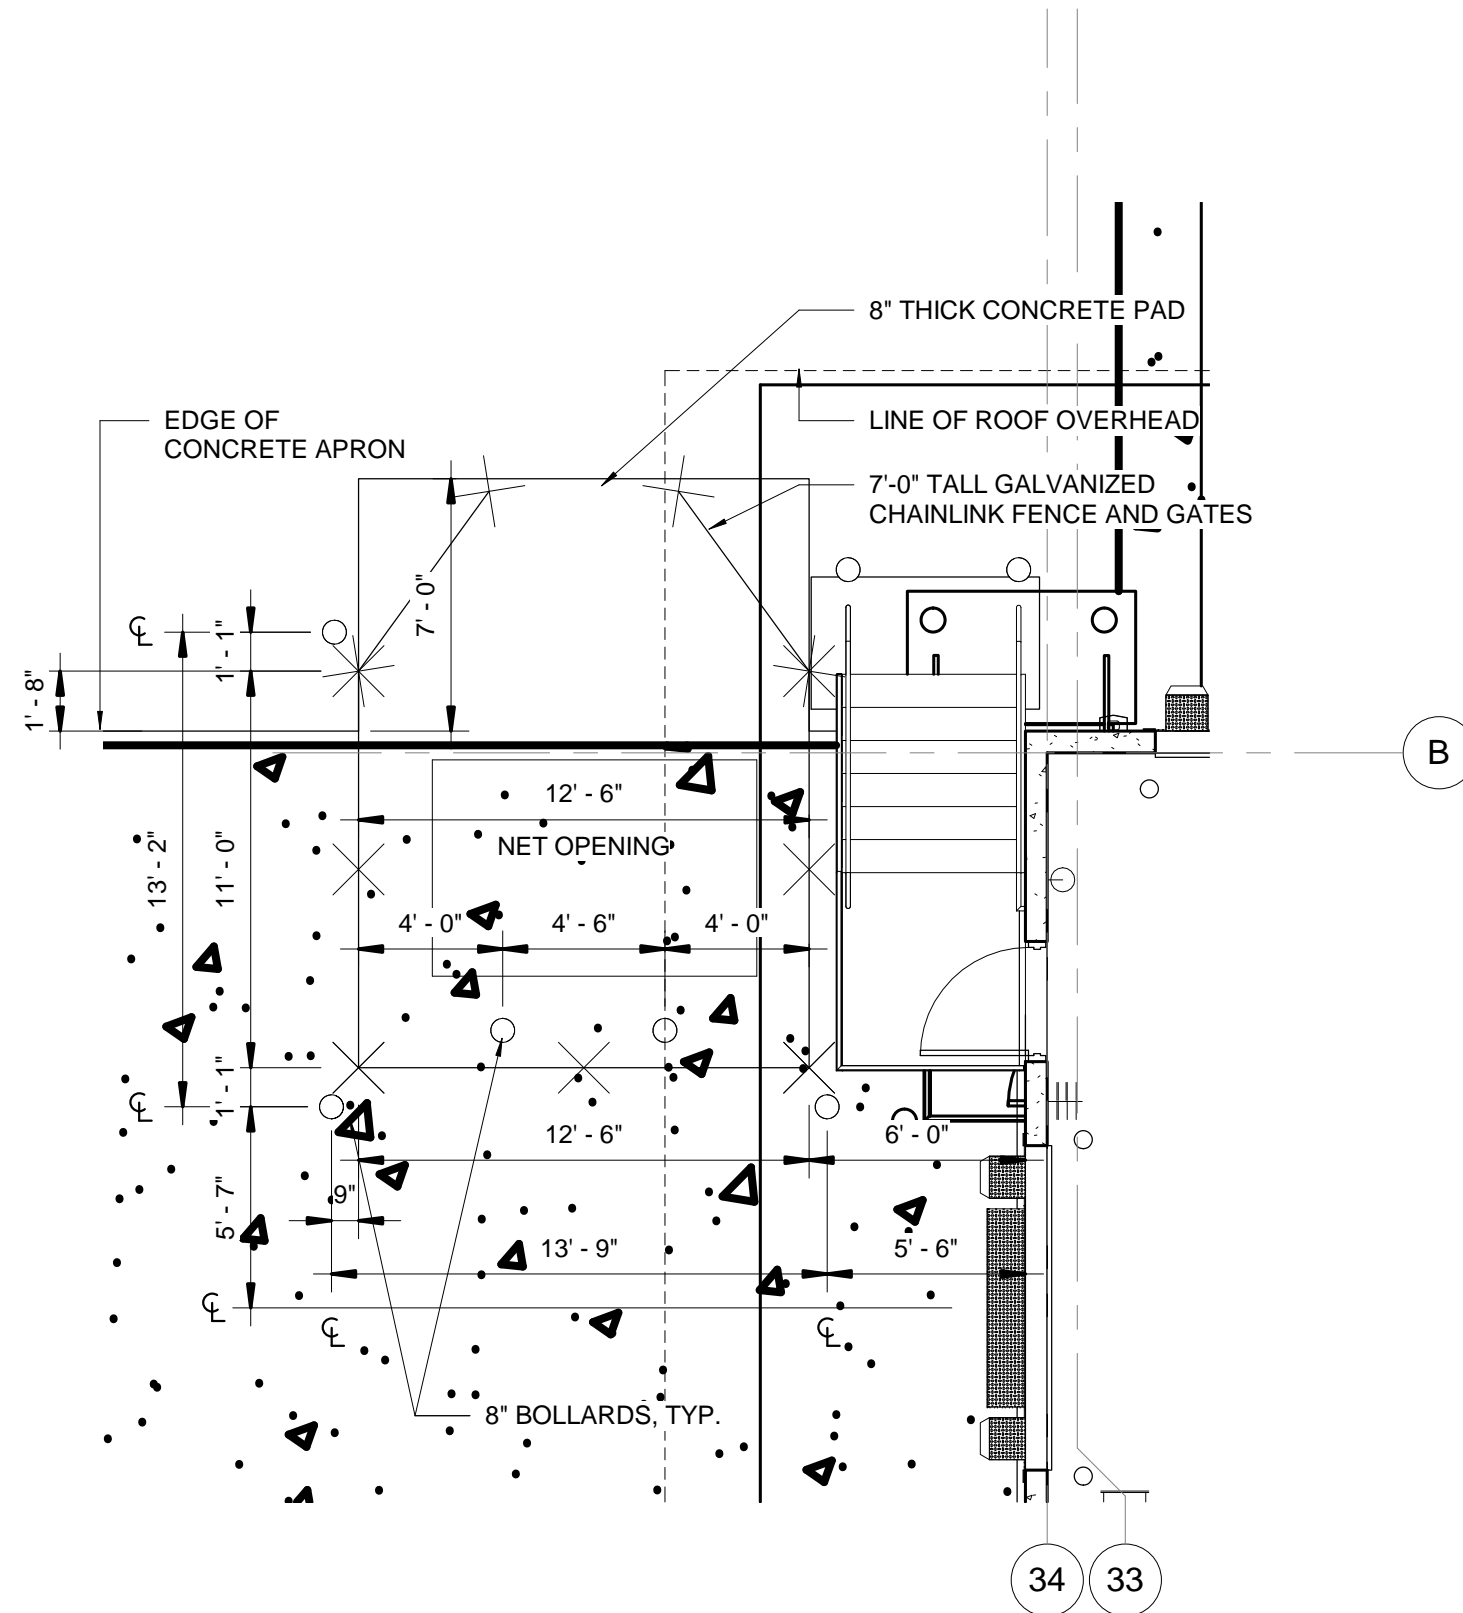 8" THICK CONCRETE PAD
EDGE OF
CONCRETE APRON
LINE OF ROOF OVERHEAD
7'-0" TALL GALVANIZED
CHAINLINK FENCE AND GATES
7' - 0"
℄
1' - 1"
1' - 8"
B
12' - 6"
NET OPENING
13' - 2"
11' - 0"
4' - 0"
4' - 6"
4' - 0"
℄
1' - 1"
12' - 6"
6' - 0"
9"
5' - 7"
13' - 9"
5' - 6"
℄
℄
℄
8" BOLLARDS, TYP.
34
33